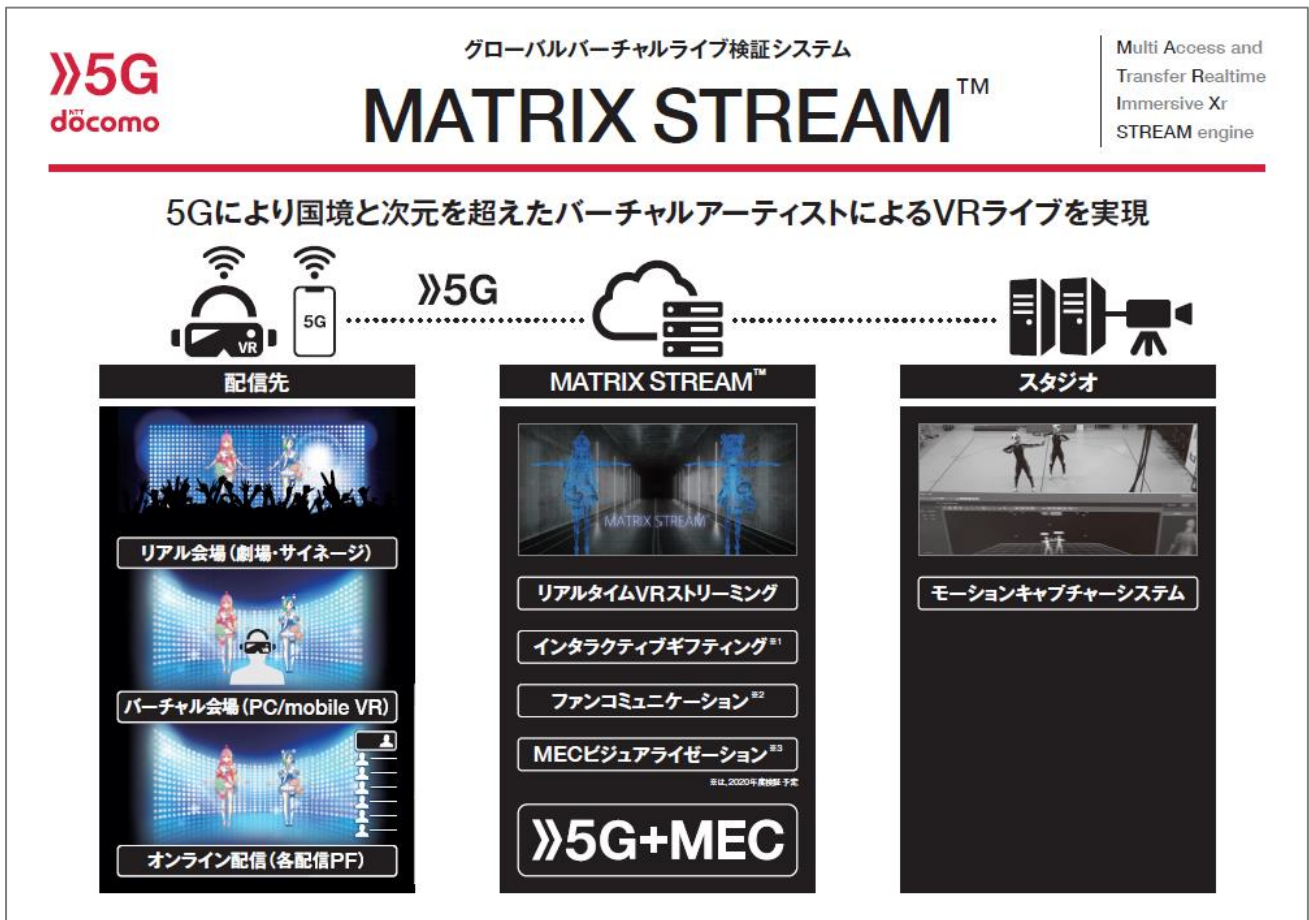 》5G
NTT
döcomo
グローバルバーチャルライブ検証システム
MATRIX STREAM™
Multi Access and
Transfer Realtime
Immersive Xr
STREAM engine
5Gにより国境と次元を超えたバーチャルアーティストによるVRライブを実現
VR
5G
》5G
配信先
リアル会場(劇場・サイネージ)
バーチャル会場(PC/mobile VR)
オンライン配信(各配信PF)
MATRIX STREAM™
MATRIX STREAM
リアルタイムVRストリーミング
インタラクティブギフティング※1
ファンコミュニケーション※2
MECビジュアライゼーション※3
※は、2020年度検証予定
》5G+MEC
スタジオ
モーションキャプチャーシステム